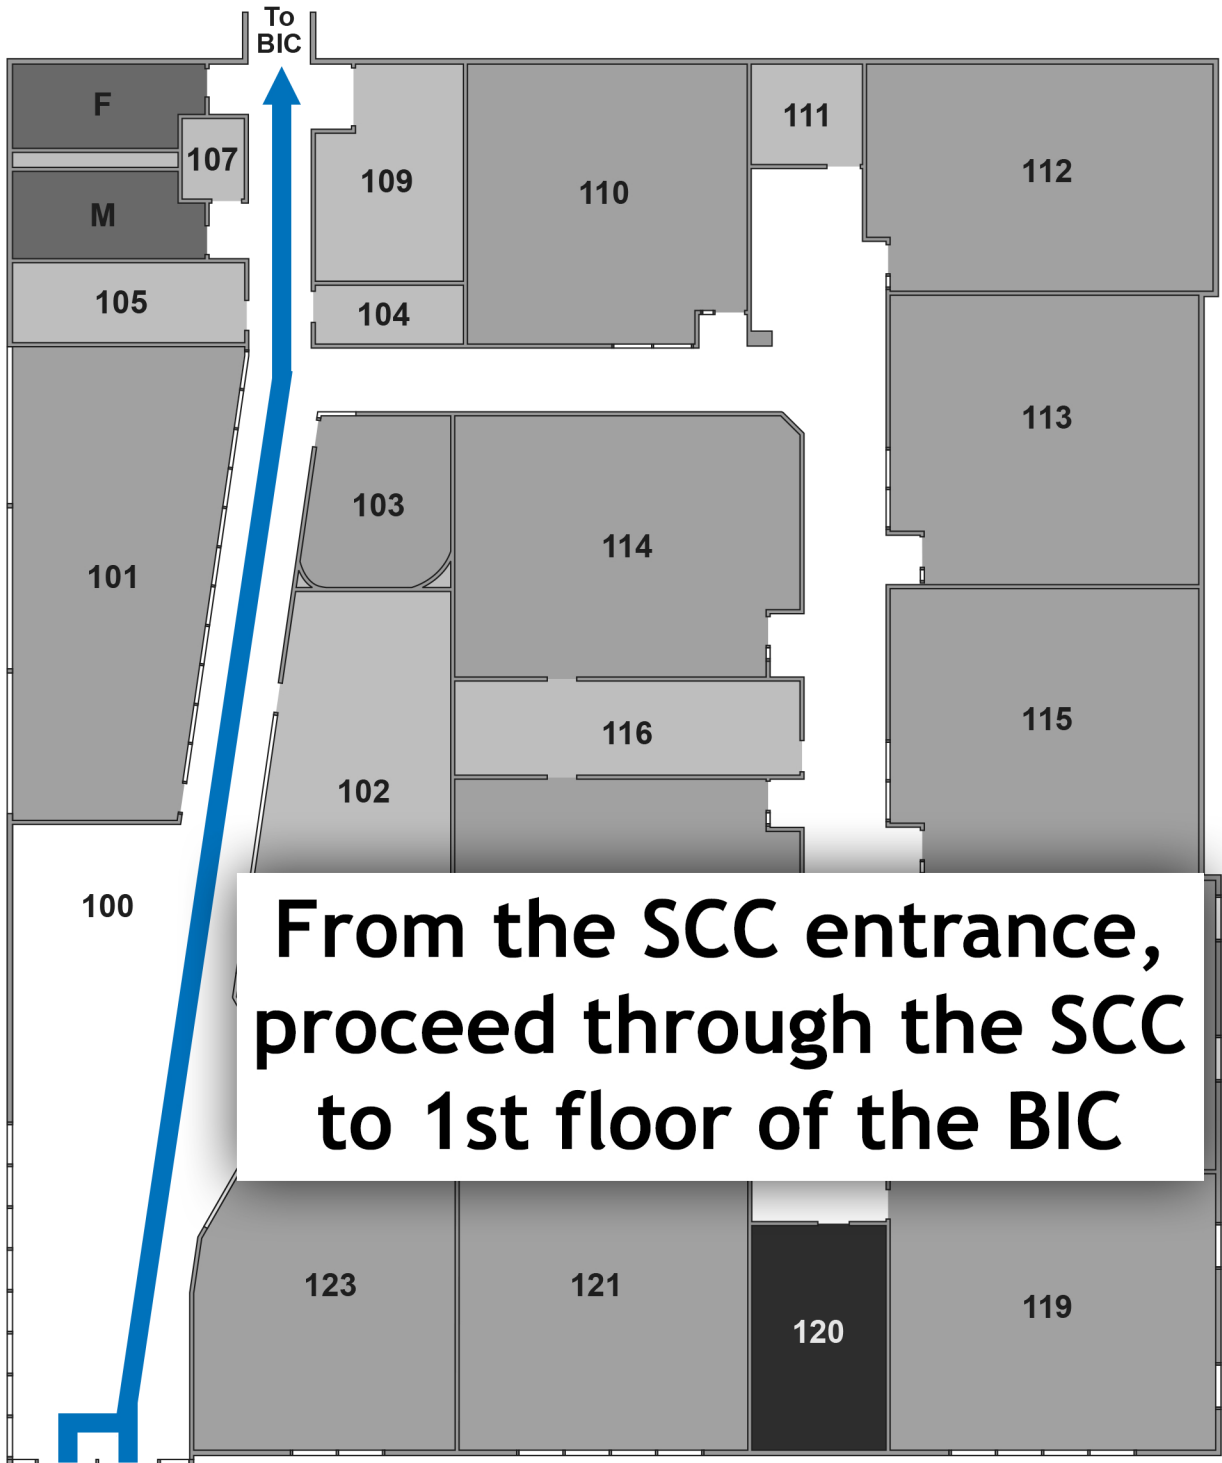 To
BIC
F
111
107
112
109
110
M
105
104
113
103
114
101
115
116
102
100
From the SCC entrance,
proceed through the SCC
to 1st floor of the BIC
123
121
119
120